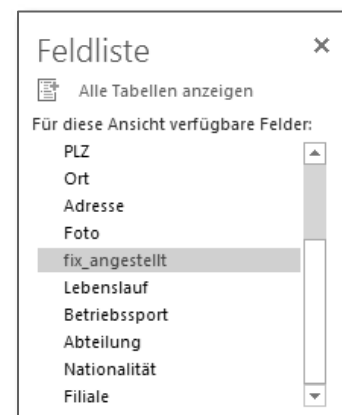 Feldliste
Alle Tabellen anzeigen
Für diese Ansicht verfügbare Felder:
PLZ
Ort
Adresse
Foto
fix_angestellt
Lebenslauf
Betriebssport
Abteilung
Nationalität
Filiale